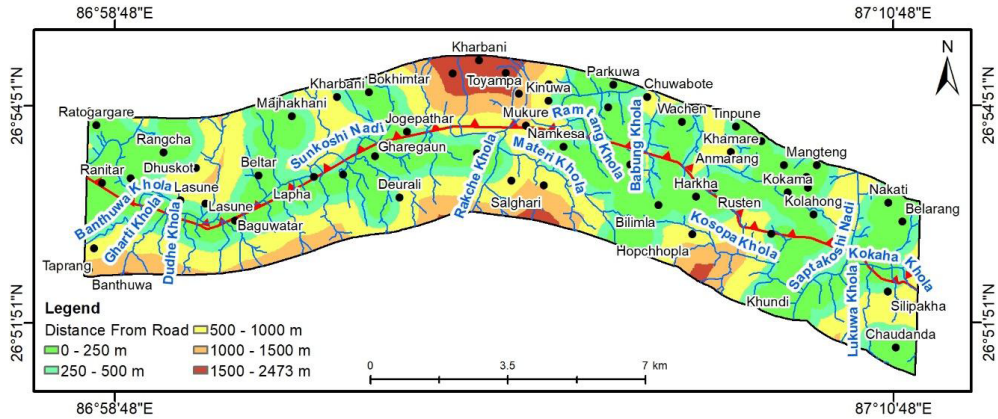 86°58'48"E
87°10'48"E
N
Kharbani
26°54'51"N
26°54'51"N
Kharbani
Bokhimtar
Toyampa
Kinuwa
Parkuwa
Chuwabote
Ratogargare
Majhakhani
Jogepathar
Mukure
Ramtang Khola
Wachen
Tinpune
Rangcha
Sunkoshi Nadi
Gharegaun
Namkesa
Babung Khola
Khamare
Ranitar
Dhuskot
Beltar
Rakche Khola
Materi Khola
Anmarang
Mangteng
Banthuwa Khola
Lasune
Lapha
Deurali
Harkha
Kokama
Nakati
Gharti Khola
Dudhe Khola
Lasune
Salghari
Rusten
Kolahong
Belarang
Baguwatar
Bilimla
Kosopa Khola
Saptakoshi Nadi
Taprang
Hopchhopla
Kokaha Khola
Banthuwa
Khundi
Lukuwa Khola
Silipakha
Chaudanda
26°51'51"N
26°51'51"N
Legend
Distance From Road
0 - 250 m
250 - 500 m
500 - 1000 m
1000 - 1500 m
1500 - 2473 m
0 3.5 7 km
86°58'48"E
87°10'48"E